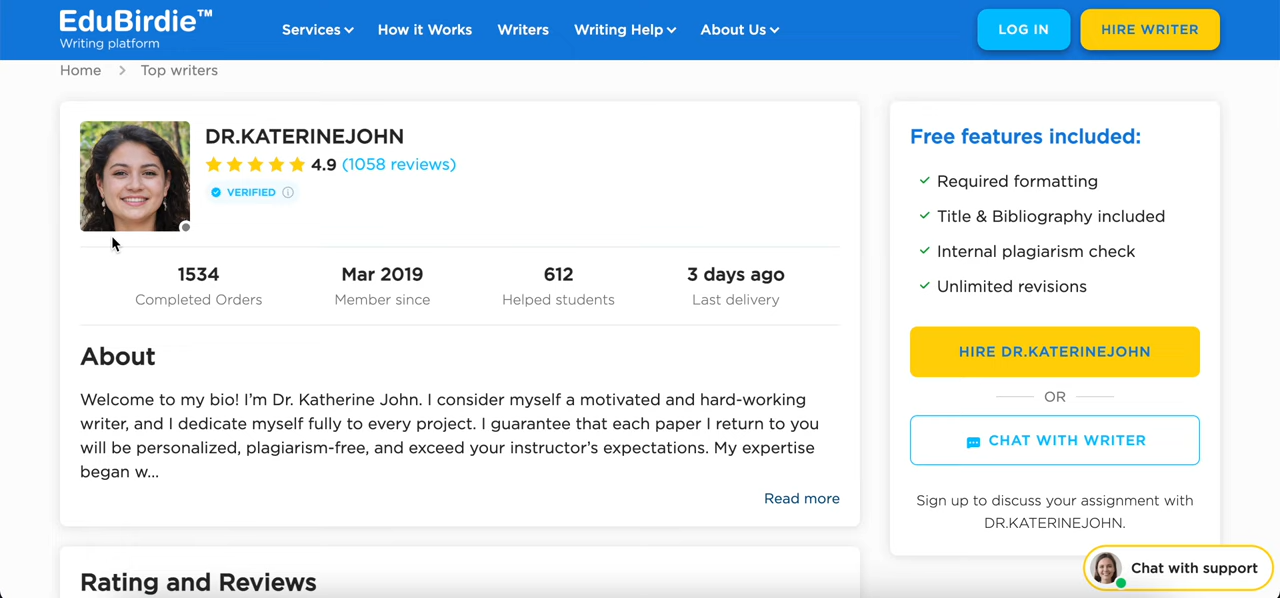 EduBirdie™
Writing platform
Services
How it Works
Writers
Writing Help
About Us
LOG IN
HIRE WRITER
Home
Top writers
DR.KATERINEJOHN
4.9 (1058 reviews)
VERIFIED
1534
Completed Orders
Mar 2019
Member since
612
Helped students
3 days ago
Last delivery
About
Welcome to my bio! I'm Dr. Katherine John. I consider myself a motivated and hard-working
writer, and I dedicate myself fully to every project. I guarantee that each paper I return to you
will be personalized, plagiarism-free, and exceed your instructor's expectations. My expertise
began w...
Read more
Rating and Reviews
Free features included:
Required formatting
Title & Bibliography included
Internal plagiarism check
Unlimited revisions
HIRE DR.KATERINEJOHN
OR
CHAT WITH WRITER
Sign up to discuss your assignment with
DR.KATERINEJOHN.
Chat with support